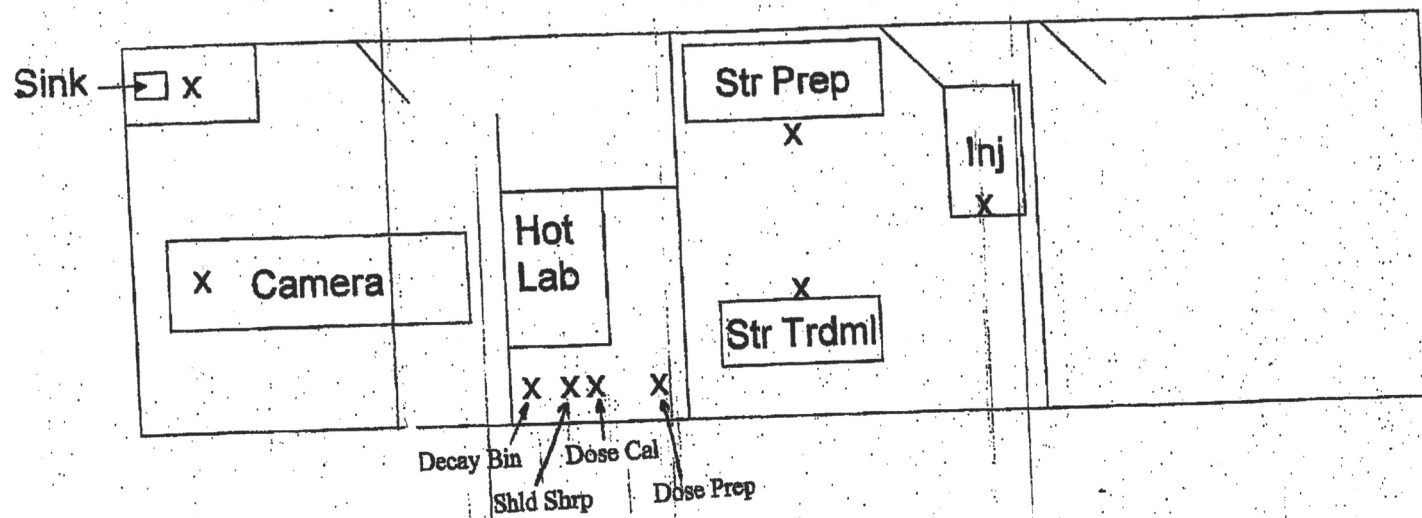 Sink
X
Str Prep
X
Inj
X
Hot
Lab
X Camera
X
Str Trdml
X X X X
Decay Bin
Dose Cal
Shld Shrp
Dose Prep